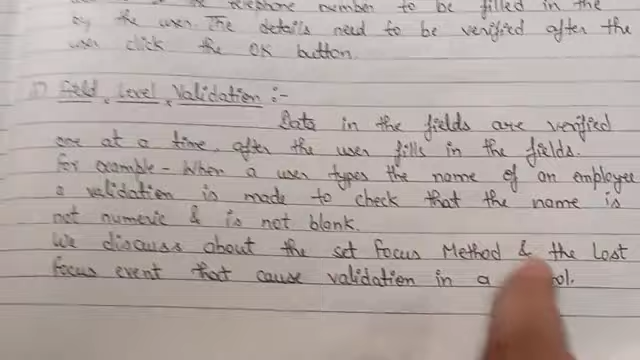 telephone number to be filled in the
by the user. The details need to be verified after the
user click the OK button.
Field Level Validation :-
Data in the fields are verified
one at a time, after the user fills in the fields.
For example - When a user types the name of an employee
a validation is made to check that the name is
not numeric & is not blank.
We discuss about the set focus Method & the Lost
focus event that cause validation in a